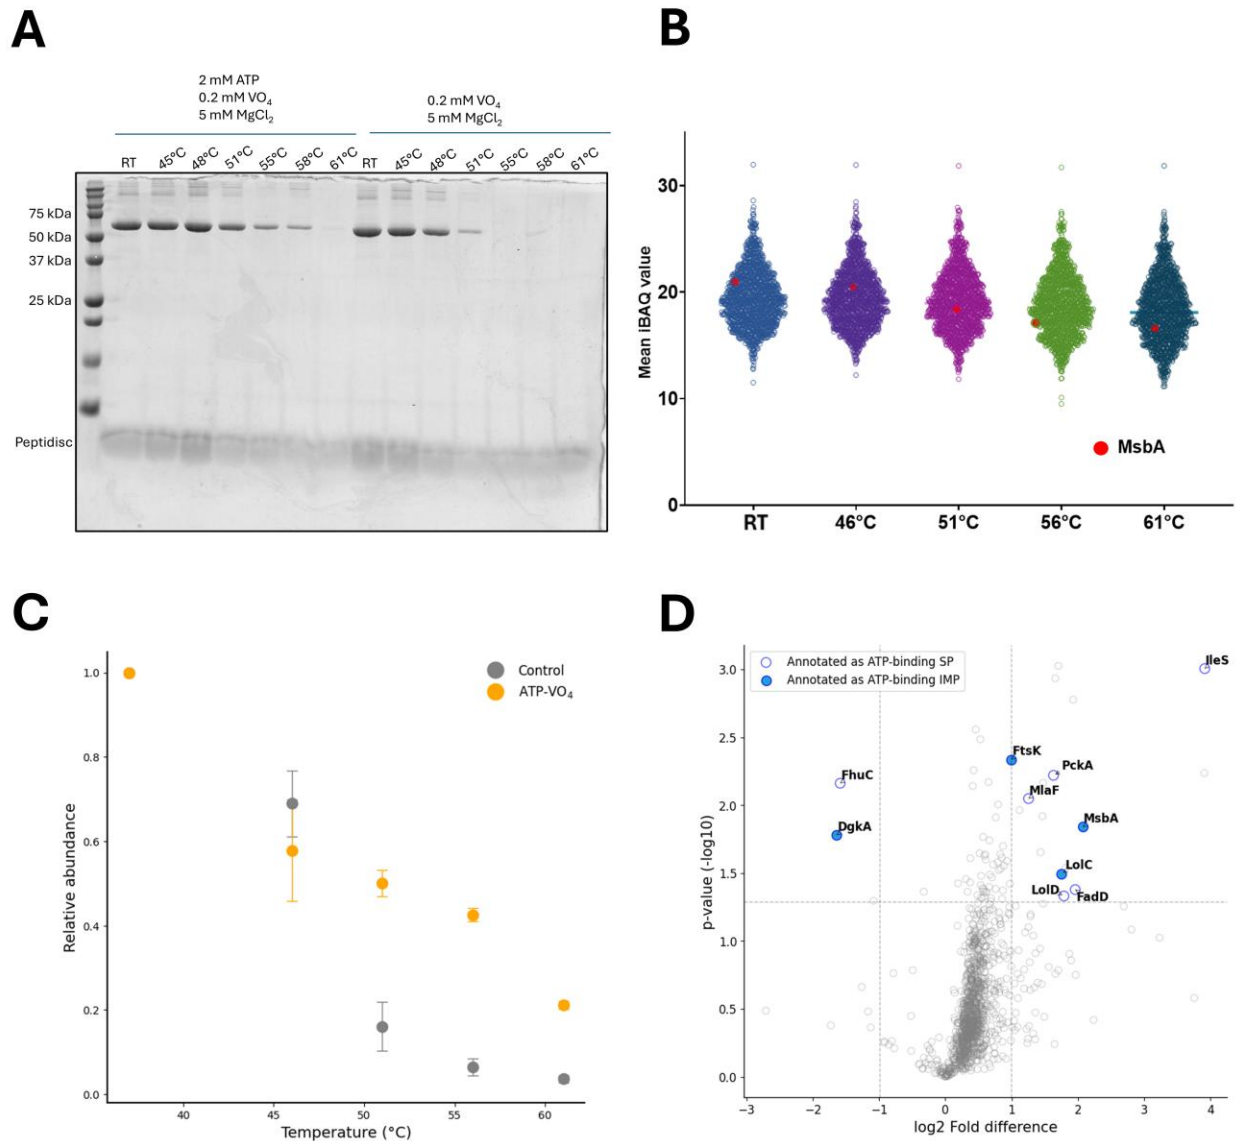 A
2 mM ATP
0.2 mM VO4
5 mM MgCl2
0.2 mM VO4
5 mM MgCl2
RT 45°C 48°C 51°C 55°C 58°C 61°C RT 45°C 48°C 51°C 55°C 58°C 61°C
75 kDa
50 kDa
37 kDa
25 kDa
Peptidisc
B
Mean iBAQ value
30
20
10
0
MsbA
RT 46°C 51°C 56°C 61°C
C
Control
ATP-VO4
Relative abundance
1.0
0.8
0.6
0.4
0.2
0.0
40 45 50 55 60
Temperature (°C)
D
Annotated as ATP-binding SP
Annotated as ATP-binding IMP
IleS
FtsK
PckA
FhuC
MlaF
DgkA
MsbA
LolC
LolD
FadD
p-value (-log10)
3.0
2.5
2.0
1.5
1.0
0.5
0.0
−3 −2 −1 0 1 2 3 4
log2 Fold difference